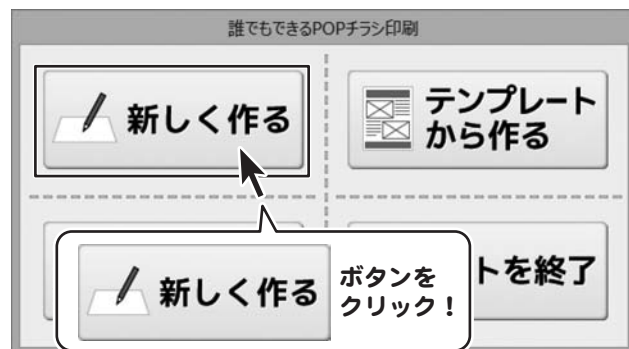 誰でもできるPOPチラシ印刷
新しく作る
テンプレート
から作る
トを終了
新しく作る
ボタンを
クリック！